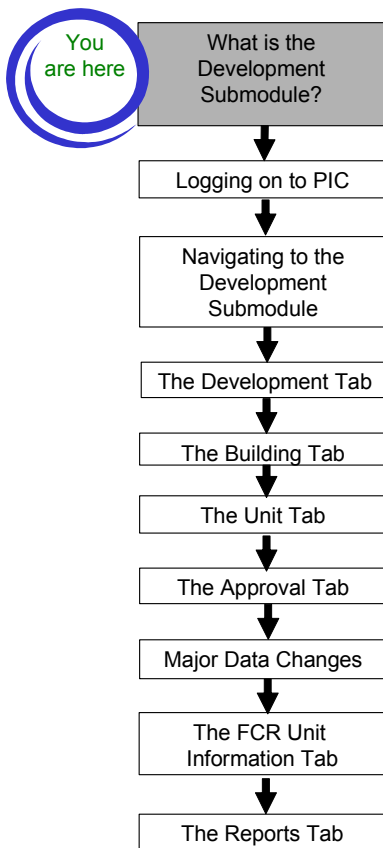 You
are here
What is the
Development
Submodule?
Logging on to PIC
Navigating to the
Development
Submodule
The Development Tab
The Building Tab
The Unit Tab
The Approval Tab
Major Data Changes
The FCR Unit
Information Tab
The Reports Tab